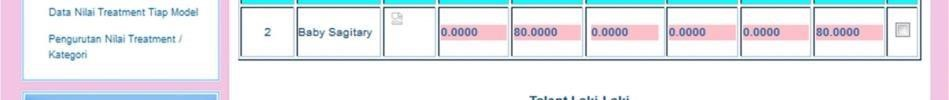 Data Nilai Treatment Tiap Model
Pengurutan Nilai Treatment /
Kategori
2 Baby Sagitary 0.0000 80.0000 0.0000 0.0000 0.0000 80.0000
Talent Laki-Laki